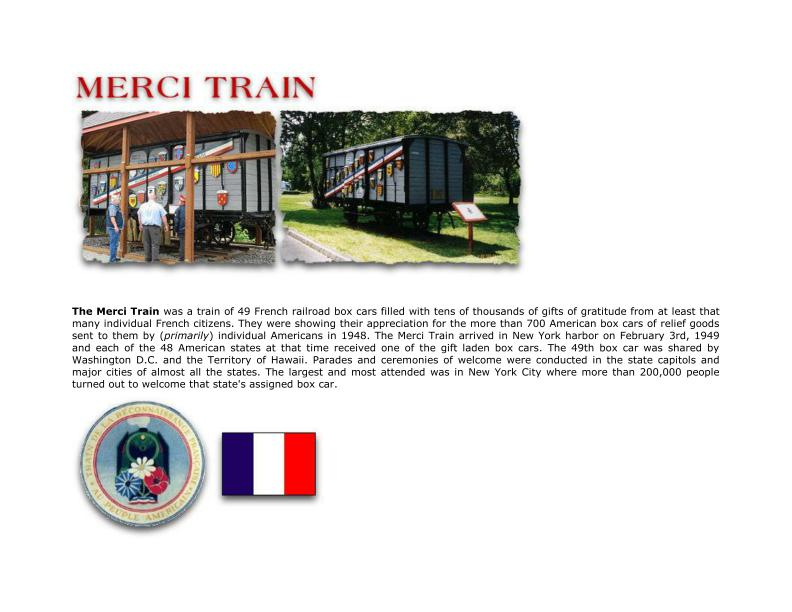 MERCI TRAIN
The Merci Train was a train of 49 French railroad box cars filled with tens of thousands of gifts of gratitude from at least that
many individual French citizens. They were showing their appreciation for the more than 700 American box cars of relief goods
sent to them by (primarily) individual Americans in 1948. The Merci Train arrived in New York harbor on February 3rd, 1949
and each of the 48 American states at that time received one of the gift laden box cars. The 49th box car was shared by
Washington D.C. and the Territory of Hawaii. Parades and ceremonies of welcome were conducted in the state capitols and
major cities of almost all the states. The largest and most attended was in New York City where more than 200,000 people
turned out to welcome that state's assigned box car.
TRAIN DE LA RECONNAISSANCE FRANÇAISE
AU PEUPLE AMERICAIN